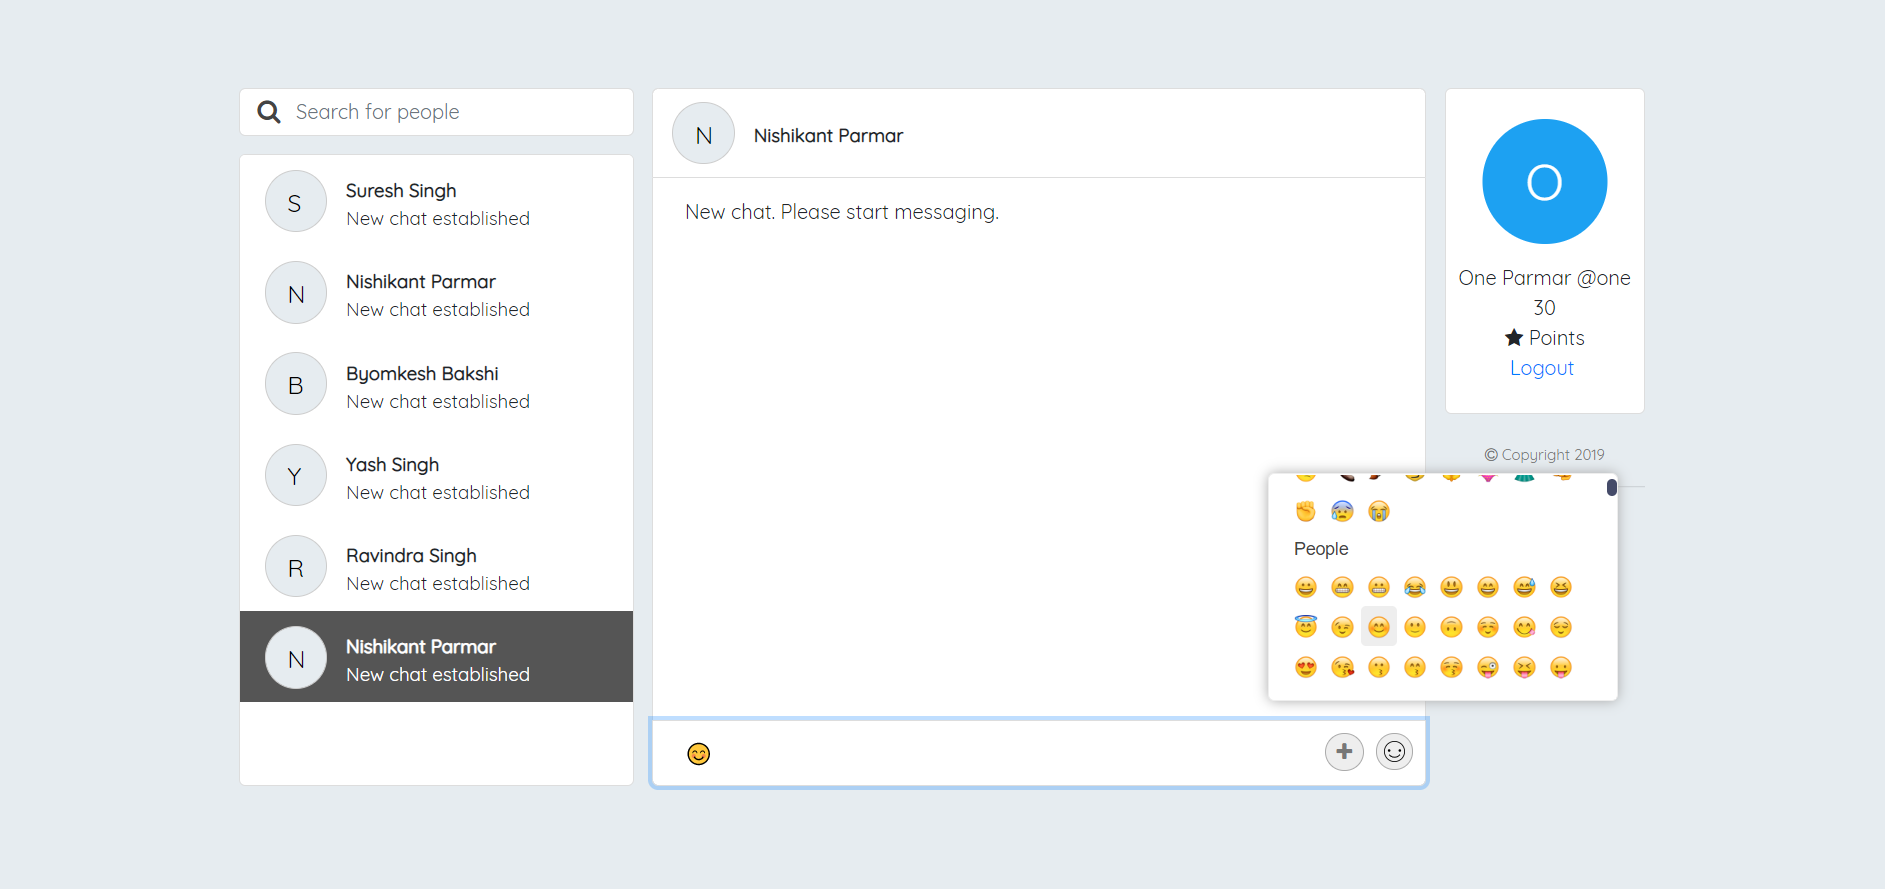 Search for people
S
Suresh Singh
New chat established
N
Nishikant Parmar
New chat established
B
Byomkesh Bakshi
New chat established
Y
Yash Singh
New chat established
R
Ravindra Singh
New chat established
N
Nishikant Parmar
New chat established
N
Nishikant Parmar
New chat. Please start messaging.
O
One Parmar @one
30
Points
Logout
© Copyright 2019
People